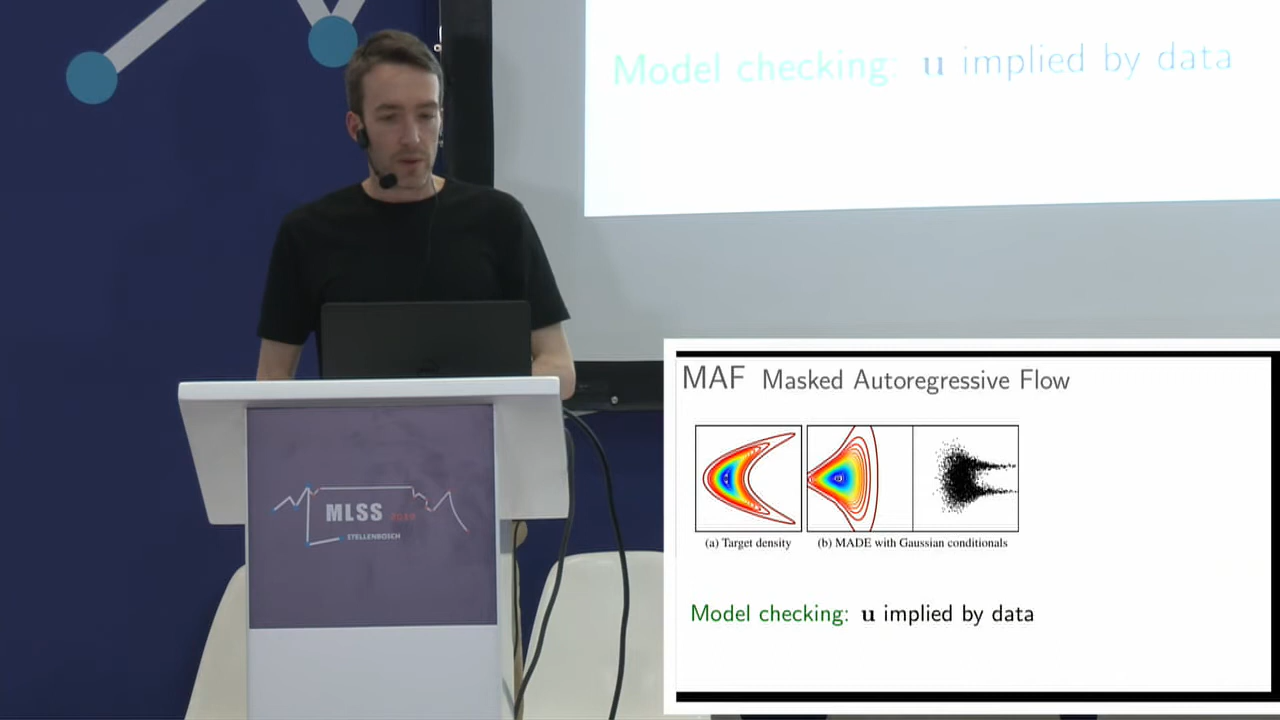 Model checking: u implied by data
MLSS 2019
STELLENBOSCH
MAF Masked Autoregressive Flow
(a) Target density
(b) MADE with Gaussian conditionals
Model checking: u implied by data